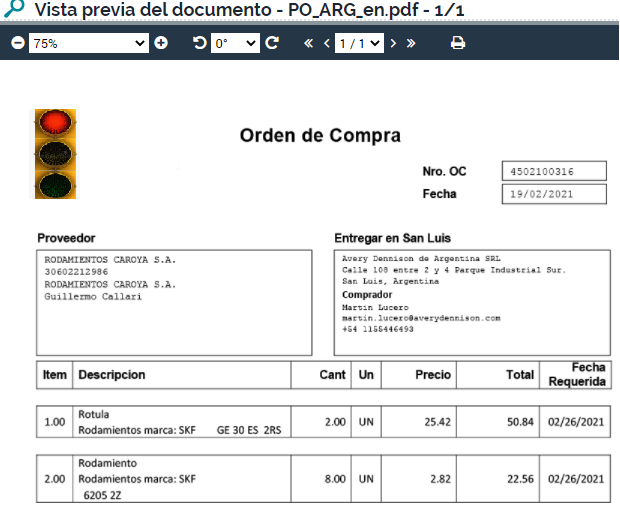 Vista previa del documento - PO_ARG_en.pdf - 1/1
75% 0° « < 1 / 1 > »
Orden de Compra
Nro. OC 4502100316
Fecha 19/02/2021
Proveedor
RODAMIENTOS CAROYA S.A.
30602212986
RODAMIENTOS CAROYA S.A.
Guillermo Callari
Entregar en San Luis
Avery Dennison de Argentina SRL
Calle 108 entre 2 y 4 Parque Industrial Sur.
San Luis, Argentina
Comprador
Martin Lucero
martin.lucero@averydennison.com
+54 1155446493
Item Descripcion Cant Un Precio Total Fecha Requerida
1.00 Rotula 2.00 UN 25.42 50.84 02/26/2021
Rodamientos marca: SKF GE 30 ES 2RS
2.00 Rodamiento 8.00 UN 2.82 22.56 02/26/2021
Rodamientos marca: SKF
6205 2Z